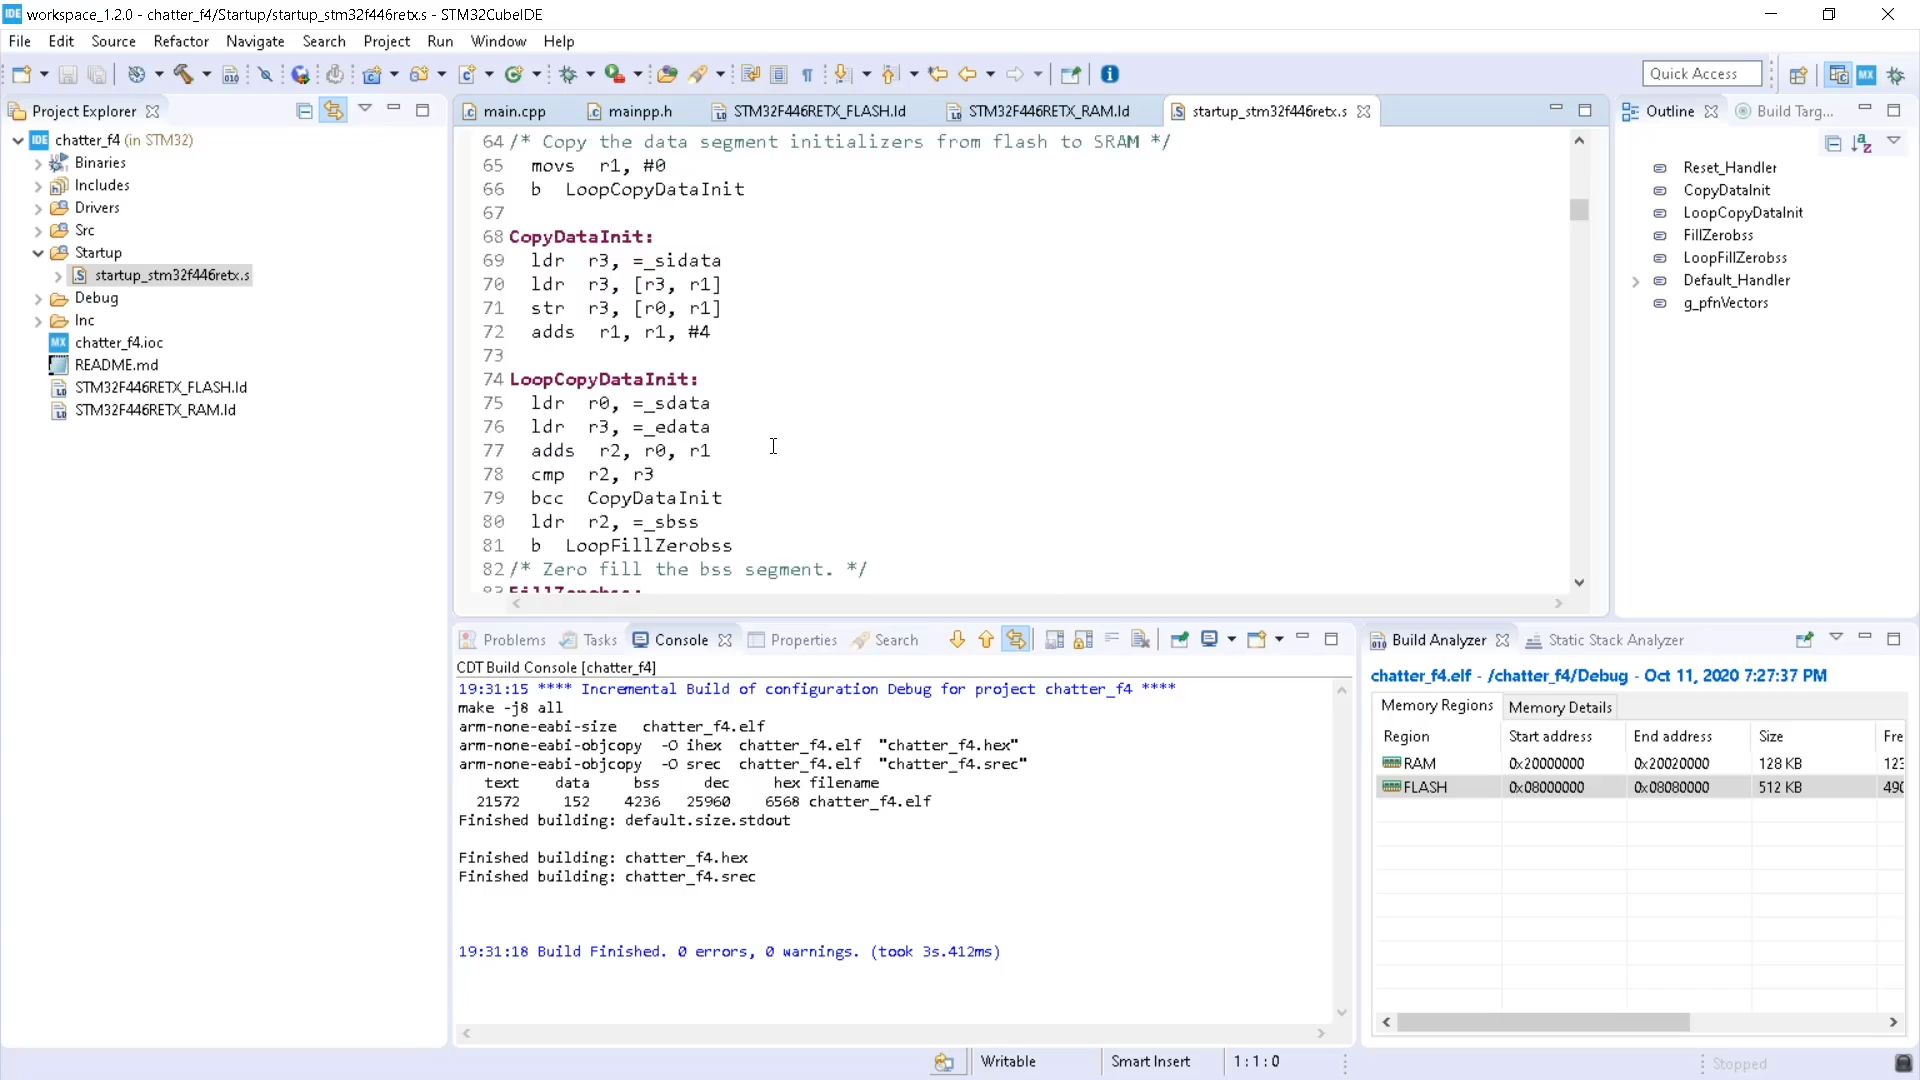 workspace_1.2.0 - chatter_f4/Startup/startup_stm32f446retx.s - STM32CubeIDE
File Edit Source Refactor Navigate Search Project Run Window Help
Quick Access
Project Explorer
chatter_f4 (in STM32)
Binaries
Includes
Drivers
Src
Startup
startup_stm32f446retx.s
Debug
Inc
chatter_f4.ioc
README.md
STM32F446RETX_FLASH.ld
STM32F446RETX_RAM.ld
main.cpp mainpp.h STM32F446RETX_FLASH.ld STM32F446RETX_RAM.ld startup_stm32f446retx.s
64 /* Copy the data segment initializers from flash to SRAM */
65 movs r1, #0
66 b LoopCopyDataInit
67
68 CopyDataInit:
69 ldr r3, =_sidata
70 ldr r3, [r3, r1]
71 str r3, [r0, r1]
72 adds r1, r1, #4
73
74 LoopCopyDataInit:
75 ldr r0, =_sdata
76 ldr r3, =_edata
77 adds r2, r0, r1
78 cmp r2, r3
79 bcc CopyDataInit
80 ldr r2, =_sbss
81 b LoopFillZerobss
82 /* Zero fill the bss segment. */
83 FillZerobss:
Outline Build Targ...
Reset_Handler
CopyDataInit
LoopCopyDataInit
FillZerobss
LoopFillZerobss
Default_Handler
g_pfnVectors
Problems Tasks Console Properties Search
CDT Build Console [chatter_f4]
19:31:15 **** Incremental Build of configuration Debug for project chatter_f4 ****
make -j8 all
arm-none-eabi-size chatter_f4.elf
arm-none-eabi-objcopy -O ihex chatter_f4.elf "chatter_f4.hex"
arm-none-eabi-objcopy -O srec chatter_f4.elf "chatter_f4.srec"
text data bss dec hex filename
21572 152 4236 25960 6568 chatter_f4.elf
Finished building: default.size.stdout
Finished building: chatter_f4.hex
Finished building: chatter_f4.srec
19:31:18 Build Finished. 0 errors, 0 warnings. (took 3s.412ms)
Build Analyzer Static Stack Analyzer
chatter_f4.elf - /chatter_f4/Debug - Oct 11, 2020 7:27:37 PM
Memory Regions Memory Details
Region Start address End address Size Fre
RAM 0x20000000 0x20020000 128 KB 123
FLASH 0x08000000 0x08080000 512 KB 490
Writable Smart Insert 1 : 1 : 0 Stopped